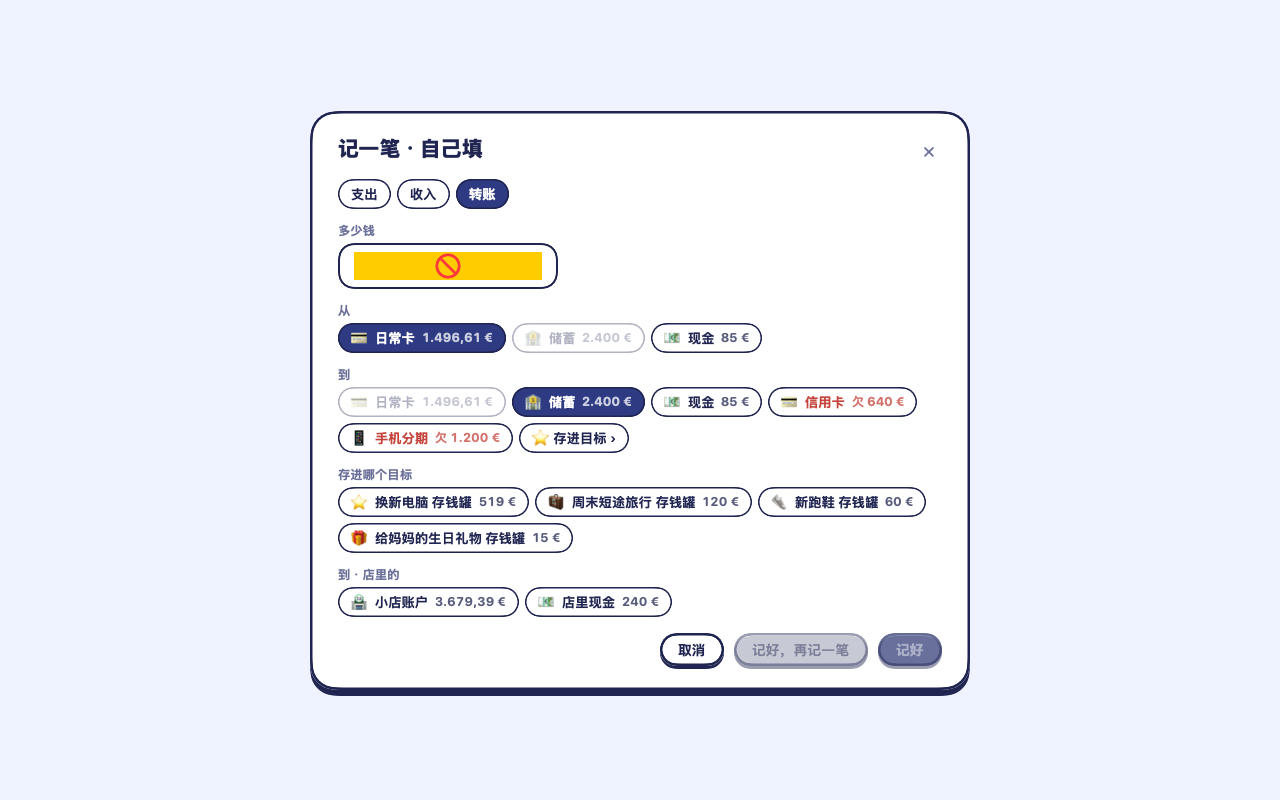 记一笔 · 自己填
×
支出 收入 转账
多少钱
从
日常卡 1.496,61 € 储蓄 2.400 € 现金 85 €
到
日常卡 1.496,61 € 储蓄 2.400 € 现金 85 € 信用卡 欠 640 €
手机分期 欠 1.200 € 存进目标 ›
存进哪个目标
换新电脑 存钱罐 519 € 周末短途旅行 存钱罐 120 € 新跑鞋 存钱罐 60 €
给妈妈的生日礼物 存钱罐 15 €
到 · 店里的
小店账户 3.679,39 € 店里现金 240 €
取消 记好，再记一笔 记好